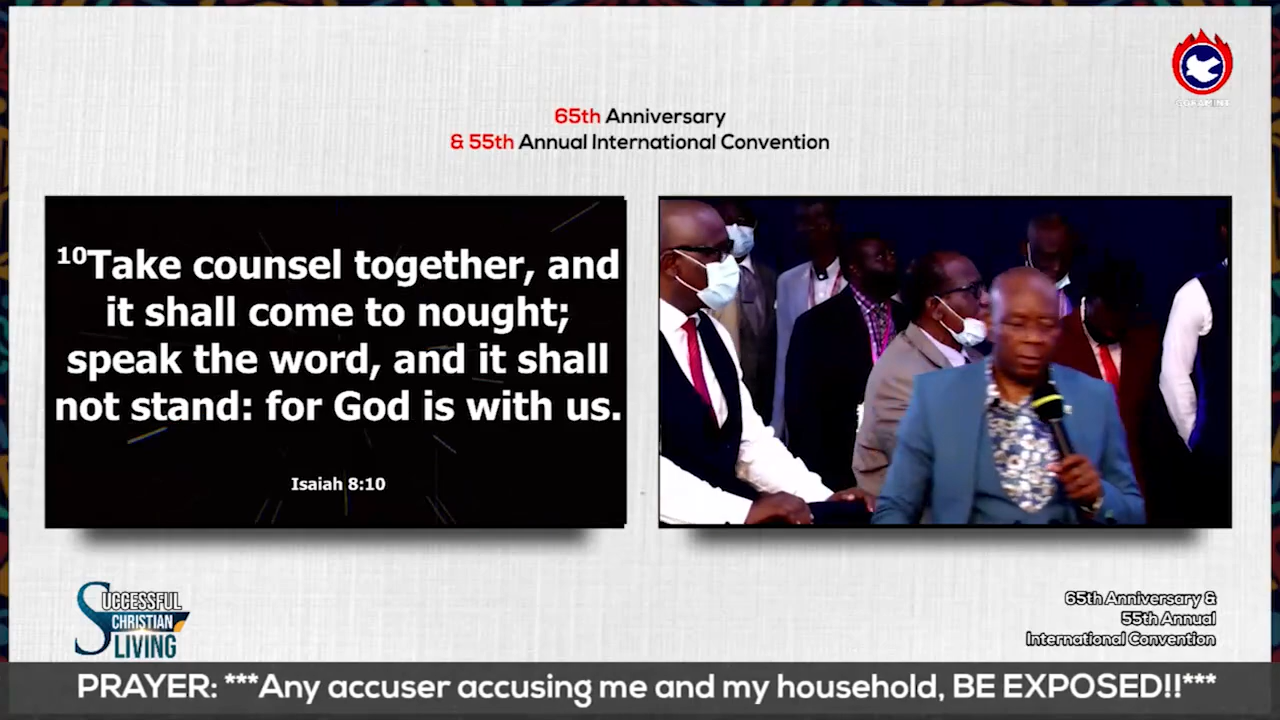 65th Anniversary
& 55th Annual International Convention
10Take counsel together, and
it shall come to nought;
speak the word, and it shall
not stand: for God is with us.
Isaiah 8:10
SUCCESSFUL
CHRISTIAN
LIVING
65th Anniversary &
55th Annual
International Convention
PRAYER: ***Any accuser accusing me and my household, BE EXPOSED!!***